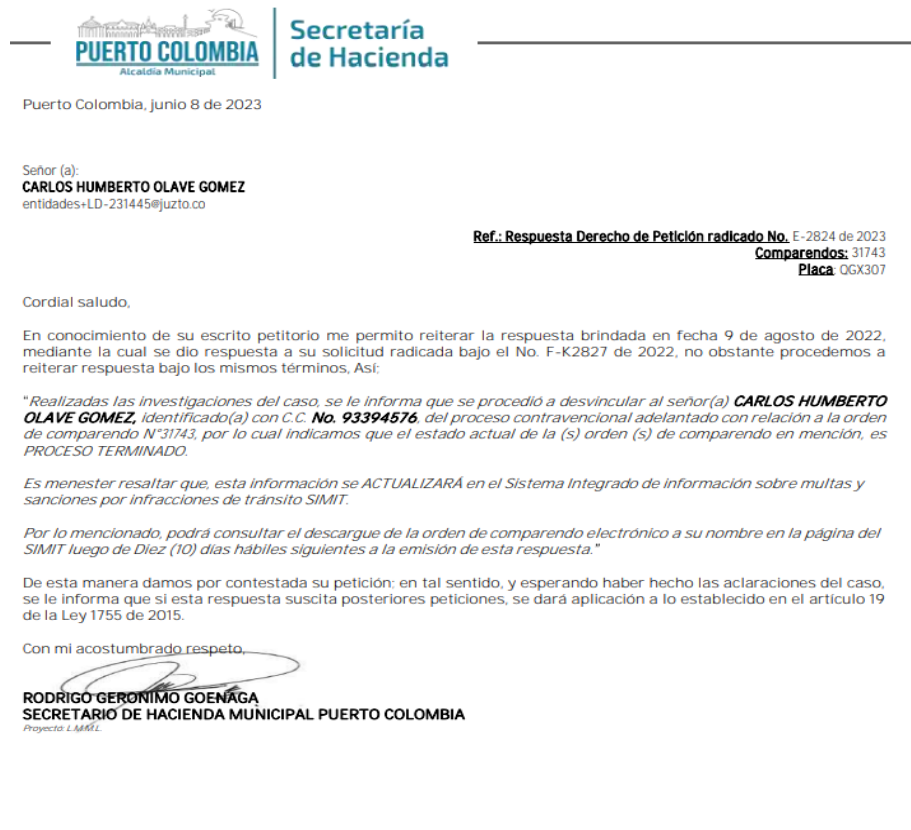 PUERTO COLOMBIA
Alcaldía Municipal
Secretaría
de Hacienda
Puerto Colombia, junio 8 de 2023
Señor (a):
CARLOS HUMBERTO OLAVE GOMEZ
entidades+LD-231445@juzto.co
Ref.: Respuesta Derecho de Petición radicado No. E-2824 de 2023
Comparendos: 31743
Placa: QGX307
Cordial saludo,
En conocimiento de su escrito petitorio me permito reiterar la respuesta brindada en fecha 9 de agosto de 2022,
mediante la cual se dio respuesta a su solicitud radicada bajo el No. F-K2827 de 2022, no obstante procedemos a
reiterar respuesta bajo los mismos términos, Así;
"Realizadas las investigaciones del caso, se le informa que se procedió a desvincular al señor(a) CARLOS HUMBERTO
OLAVE GOMEZ, identificado(a) con C.C. No. 93394576, del proceso contravencional adelantado con relación a la orden
de comparendo N°31743, por lo cual indicamos que el estado actual de la (s) orden (s) de comparendo en mención, es
PROCESO TERMINADO.
Es menester resaltar que, esta información se ACTUALIZARÁ en el Sistema Integrado de información sobre multas y
sanciones por infracciones de tránsito SIMIT.
Por lo mencionado, podrá consultar el descargue de la orden de comparendo electrónico a su nombre en la página del
SIMIT luego de Diez (10) días hábiles siguientes a la emisión de esta respuesta."
De esta manera damos por contestada su petición; en tal sentido, y esperando haber hecho las aclaraciones del caso,
se le informa que si esta respuesta suscita posteriores peticiones, se dará aplicación a lo establecido en el artículo 19
de la Ley 1755 de 2015.
Con mi acostumbrado respeto,
RODRIGO GERONIMO GOENAGA
SECRETARIO DE HACIENDA MUNICIPAL PUERTO COLOMBIA
Proyectó: L.M.M.L